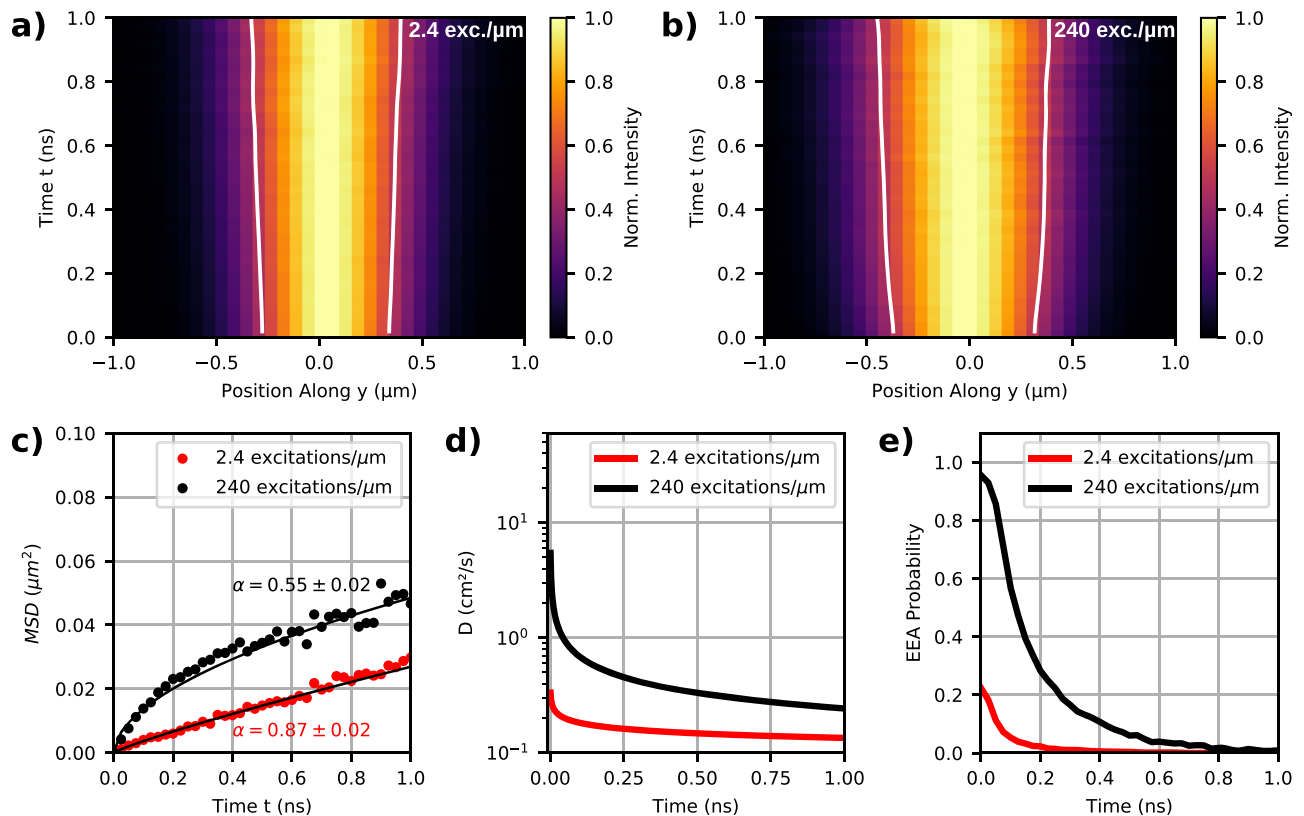 a)
2.4 exc./µm
1.0
0.8
0.6
0.4
0.2
0.0
Time t (ns)
−1.0 −0.5 0.0 0.5 1.0
Position Along y (µm)
1.0
0.8
0.6
0.4
0.2
0.0
Norm. Intensity
b)
240 exc./µm
1.0
0.8
0.6
0.4
0.2
0.0
Time t (ns)
−1.0 −0.5 0.0 0.5 1.0
Position Along y (µm)
1.0
0.8
0.6
0.4
0.2
0.0
Norm. Intensity
c)
2.4 excitations/µm
240 excitations/µm
0.10
0.08
0.06
0.04
0.02
0.00
MSD (µm²)
α = 0.55 ± 0.02
α = 0.87 ± 0.02
0.0 0.2 0.4 0.6 0.8 1.0
Time t (ns)
d)
2.4 excitations/µm
240 excitations/µm
10¹
10⁰
10⁻¹
D (cm²/s)
0.00 0.25 0.50 0.75 1.00
Time (ns)
e)
2.4 excitations/µm
240 excitations/µm
1.0
0.8
0.6
0.4
0.2
0.0
EEA Probability
0.0 0.2 0.4 0.6 0.8 1.0
Time (ns)